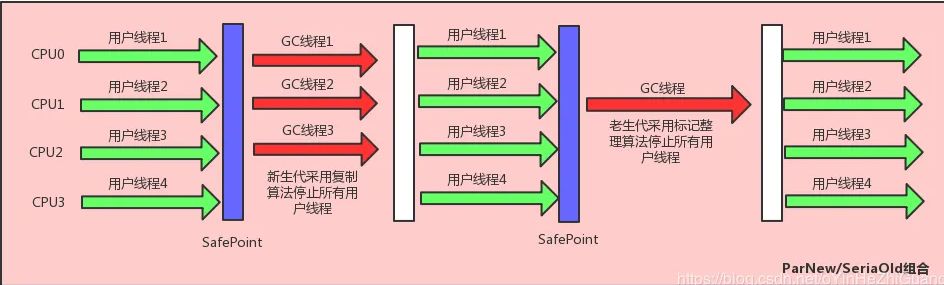 CPU0
CPU1
CPU2
CPU3
用户线程1
用户线程2
用户线程3
用户线程4
SafePoint
GC线程1
GC线程2
GC线程3
新生代采用复制
算法停止所有用
户线程
用户线程1
用户线程2
用户线程3
用户线程4
SafePoint
GC线程
老生代采用标记整
理算法停止所有用
户线程
用户线程1
用户线程2
用户线程3
用户线程4
ParNew/SeriaOld组合
https://blog.csdn.net/oYinHeZhiGuang